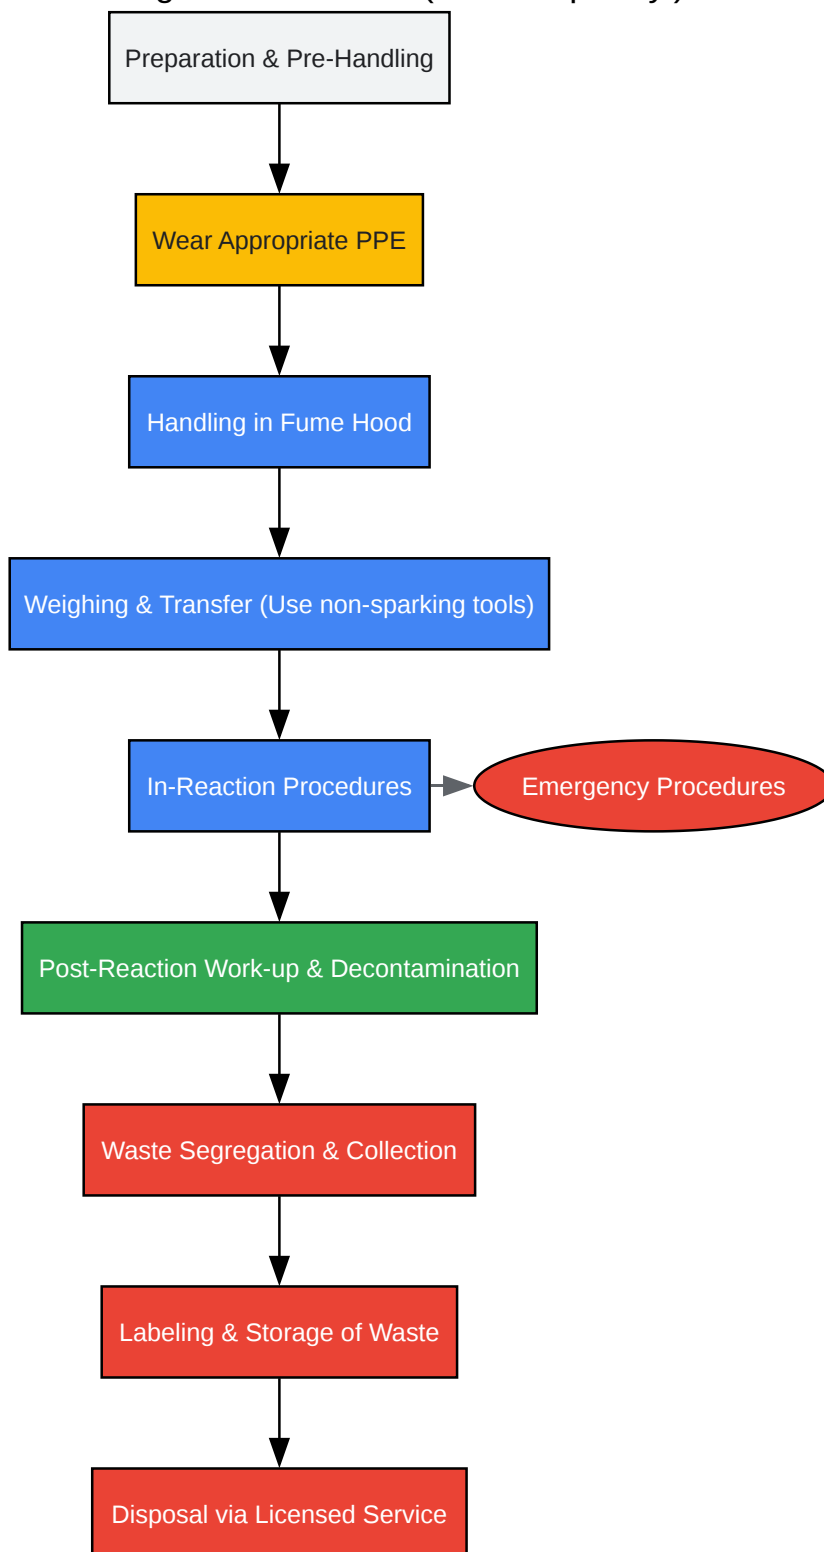 Preparation & Pre-Handling
Wear Appropriate PPE
Handling in Fume Hood
Weighing & Transfer (Use non-sparking tools)
In-Reaction Procedures
Emergency Procedures
Post-Reaction Work-up & Decontamination
Waste Segregation & Collection
Labeling & Storage of Waste
Disposal via Licensed Service